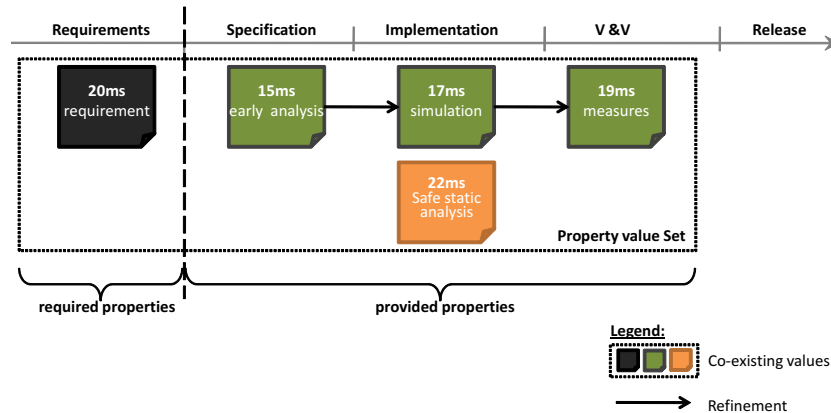 Requirements
Specification
Implementation
V &V
Release
20ms
requirement
15ms
early analysis
17ms
simulation
19ms
measures
22ms
Safe static
analysis
Property value Set
required properties
provided properties
Legend:
Co-existing values
Refinement